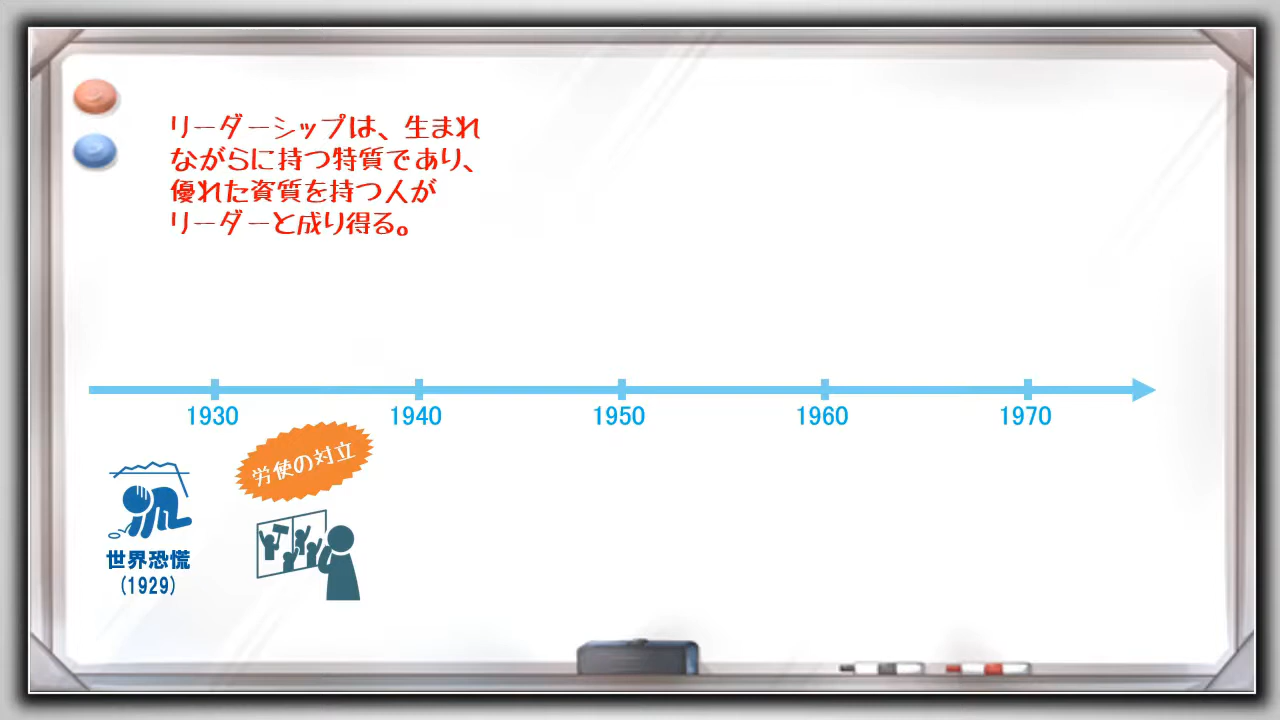 リーダーシップは、生まれ
ながらに持つ特質であり、
優れた資質を持つ人が
リーダーと成り得る。
1930
1940
1950
1960
1970
労使の対立
世界恐慌
(1929)